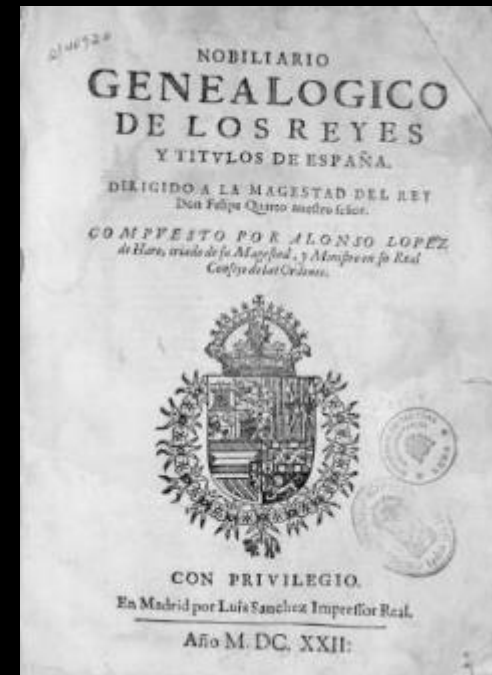 NOBILIARIO
GENEALOGICO
DE LOS REYES
Y TITVLOS DE ESPAÑA.
DIRIGIDO A LA MAGESTAD DEL REY
Don Felipe Quarto nuestro señor.
COMPVESTO POR ALONSO LOPEZ
de Haro, criado de su Magestad, y Ministro en su Real
Consejo de las Ordenes.
CON PRIVILEGIO.
En Madrid por Luis Sanchez Impressor Real.
Año M. DC. XXII: